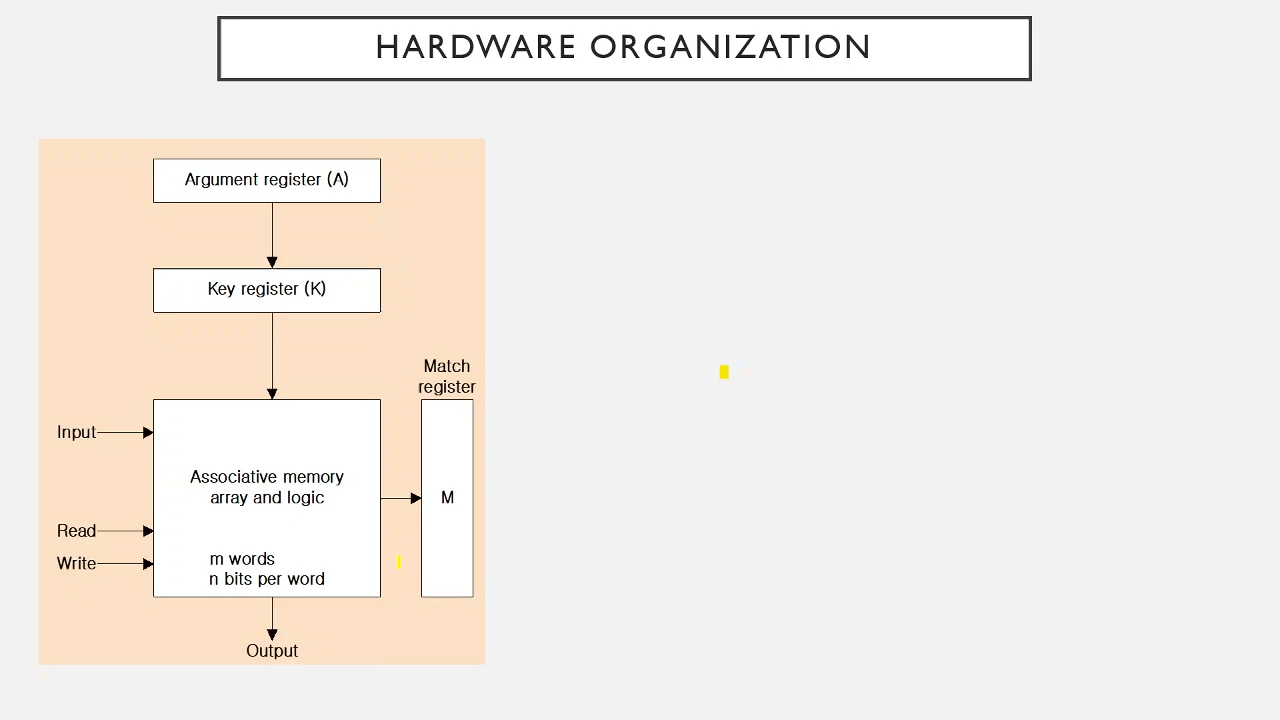 HARDWARE ORGANIZATION
Argument register (A)
Key register (K)
Match
register
Input
Associative memory
array and logic
M
Read
Write
m words
n bits per word
Output